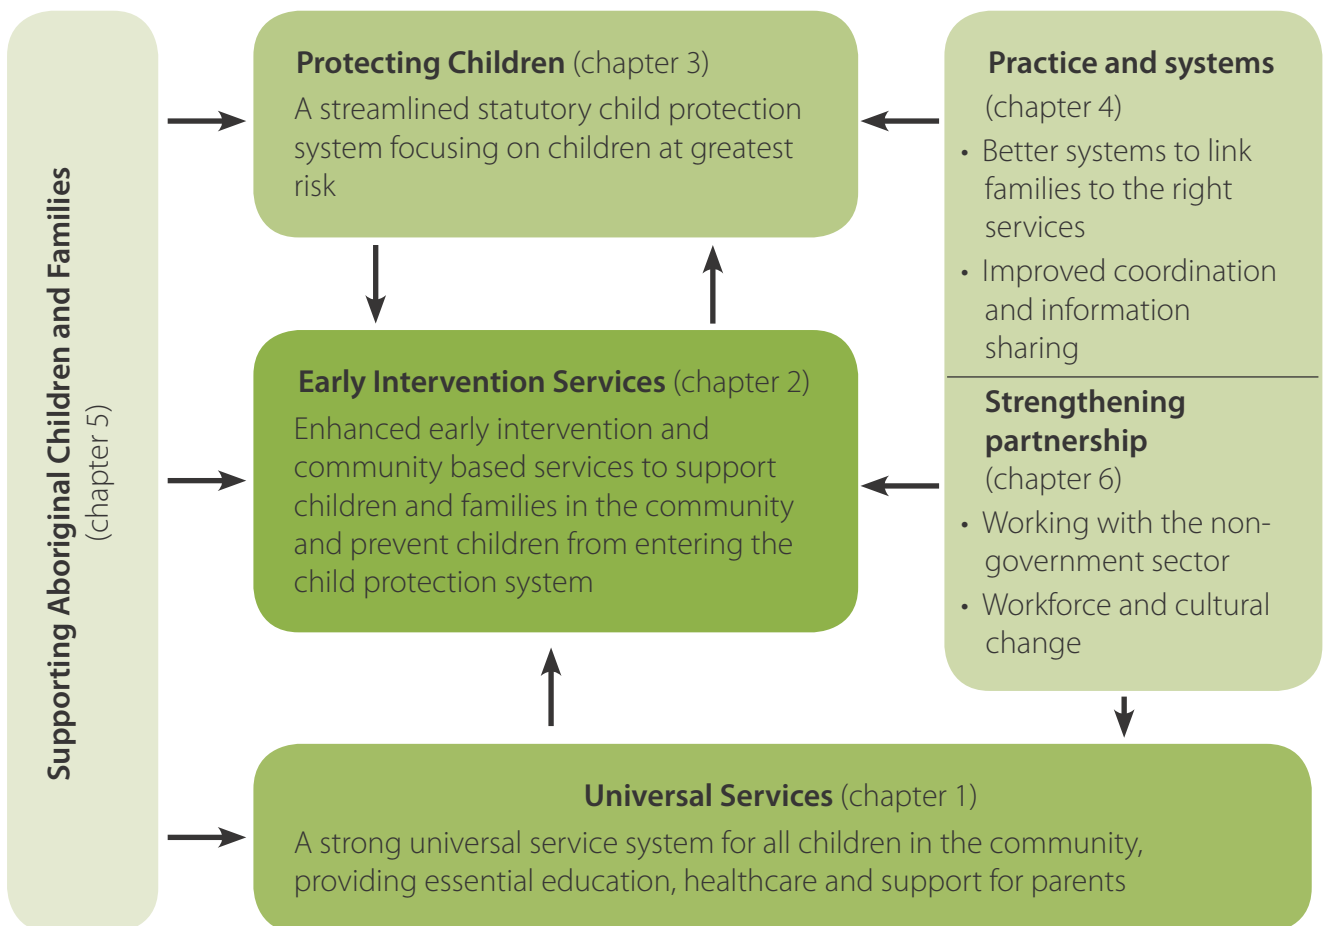 Supporting Aboriginal Children and Families
(chapter 5)
Protecting Children (chapter 3)
A streamlined statutory child protection
system focusing on children at greatest
risk
Early Intervention Services (chapter 2)
Enhanced early intervention and
community based services to support
children and families in the community
and prevent children from entering the
child protection system
Practice and systems
(chapter 4)
• Better systems to link
families to the right
services
• Improved coordination
and information
sharing
Strengthening
partnership
(chapter 6)
• Working with the non-
government sector
• Workforce and cultural
change
Universal Services (chapter 1)
A strong universal service system for all children in the community,
providing essential education, healthcare and support for parents